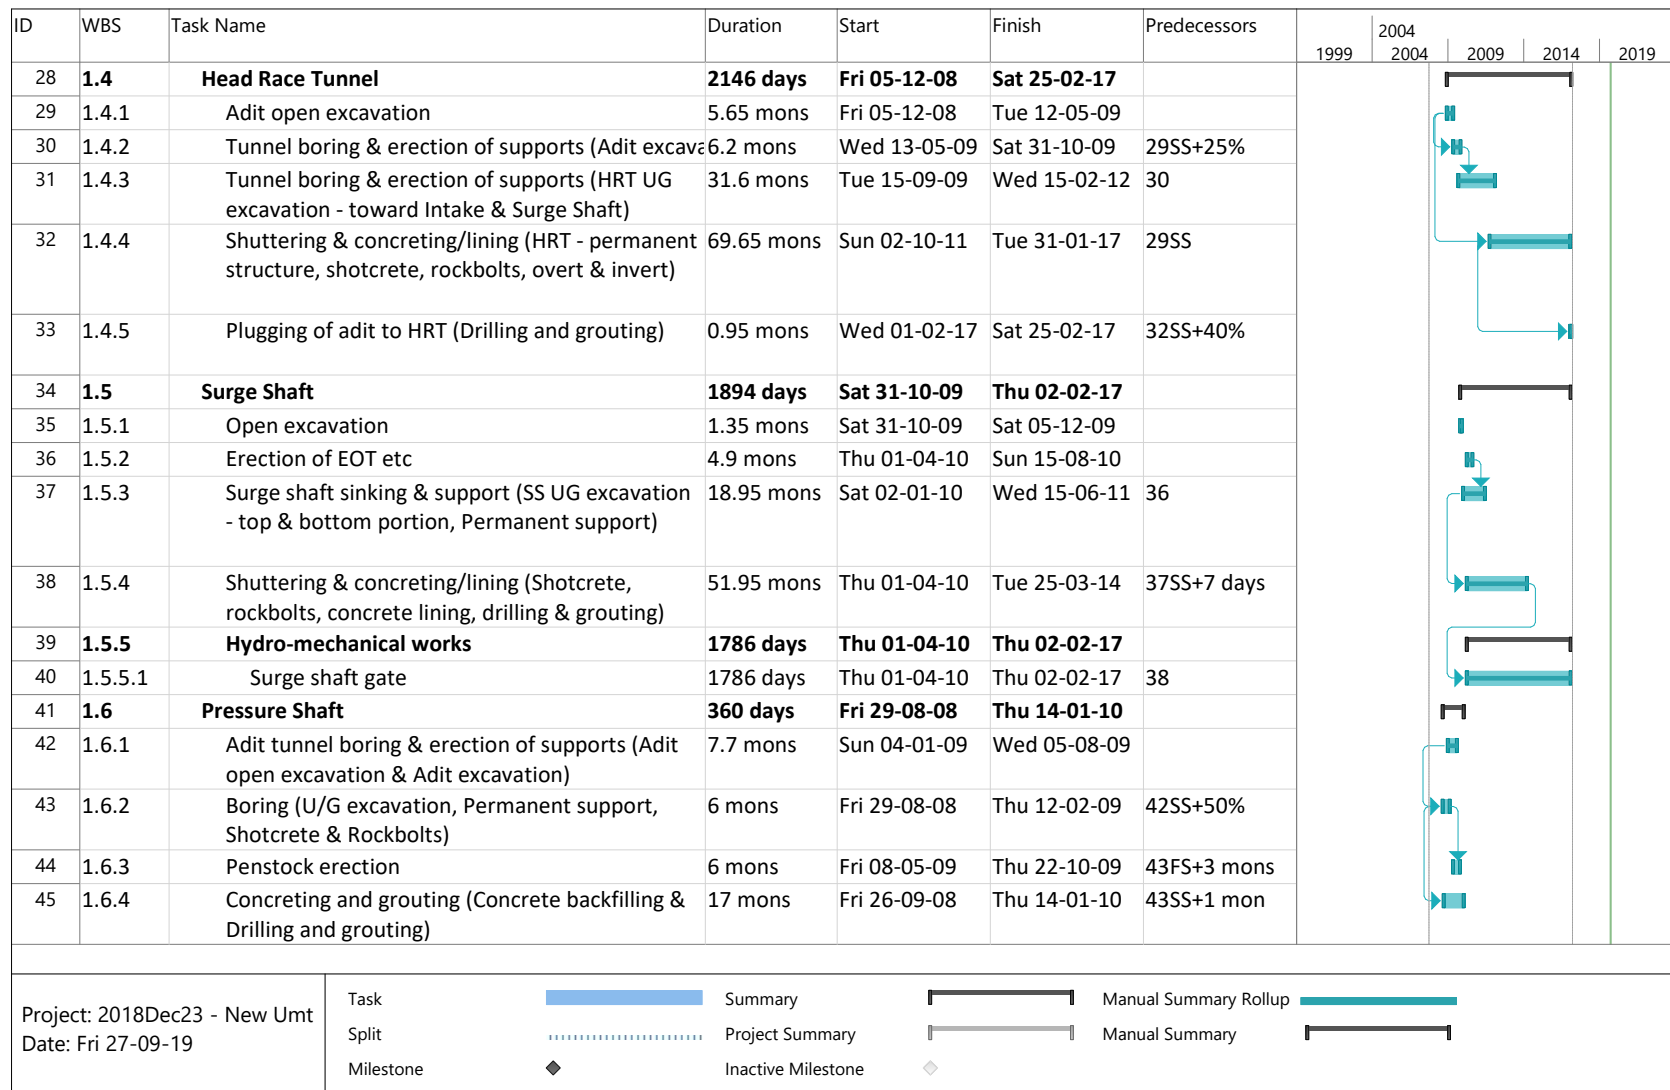 ID WBS Task Name Duration Start Finish Predecessors
2004
1999 2004 2009 2014 2019
28 1.4 Head Race Tunnel 2146 days Fri 05-12-08 Sat 25-02-17
29 1.4.1 Adit open excavation 5.65 mons Fri 05-12-08 Tue 12-05-09
30 1.4.2 Tunnel boring & erection of supports (Adit excava 6.2 mons Wed 13-05-09 Sat 31-10-09 29SS+25%
31 1.4.3 Tunnel boring & erection of supports (HRT UG 31.6 mons Tue 15-09-09 Wed 15-02-12 30
excavation - toward Intake & Surge Shaft)
32 1.4.4 Shuttering & concreting/lining (HRT - permanent 69.65 mons Sun 02-10-11 Tue 31-01-17 29SS
structure, shotcrete, rockbolts, overt & invert)
33 1.4.5 Plugging of adit to HRT (Drilling and grouting) 0.95 mons Wed 01-02-17 Sat 25-02-17 32SS+40%
34 1.5 Surge Shaft 1894 days Sat 31-10-09 Thu 02-02-17
35 1.5.1 Open excavation 1.35 mons Sat 31-10-09 Sat 05-12-09
36 1.5.2 Erection of EOT etc 4.9 mons Thu 01-04-10 Sun 15-08-10
37 1.5.3 Surge shaft sinking & support (SS UG excavation 18.95 mons Sat 02-01-10 Wed 15-06-11 36
- top & bottom portion, Permanent support)
38 1.5.4 Shuttering & concreting/lining (Shotcrete, 51.95 mons Thu 01-04-10 Tue 25-03-14 37SS+7 days
rockbolts, concrete lining, drilling & grouting)
39 1.5.5 Hydro-mechanical works 1786 days Thu 01-04-10 Thu 02-02-17
40 1.5.5.1 Surge shaft gate 1786 days Thu 01-04-10 Thu 02-02-17 38
41 1.6 Pressure Shaft 360 days Fri 29-08-08 Thu 14-01-10
42 1.6.1 Adit tunnel boring & erection of supports (Adit 7.7 mons Sun 04-01-09 Wed 05-08-09
open excavation & Adit excavation)
43 1.6.2 Boring (U/G excavation, Permanent support, 6 mons Fri 29-08-08 Thu 12-02-09 42SS+50%
Shotcrete & Rockbolts)
44 1.6.3 Penstock erection 6 mons Fri 08-05-09 Thu 22-10-09 43FS+3 mons
45 1.6.4 Concreting and grouting (Concrete backfilling & 17 mons Fri 26-09-08 Thu 14-01-10 43SS+1 mon
Drilling and grouting)
Project: 2018Dec23 - New Umt
Date: Fri 27-09-19
Task Summary Manual Summary Rollup
Split Project Summary Manual Summary
Milestone Inactive Milestone